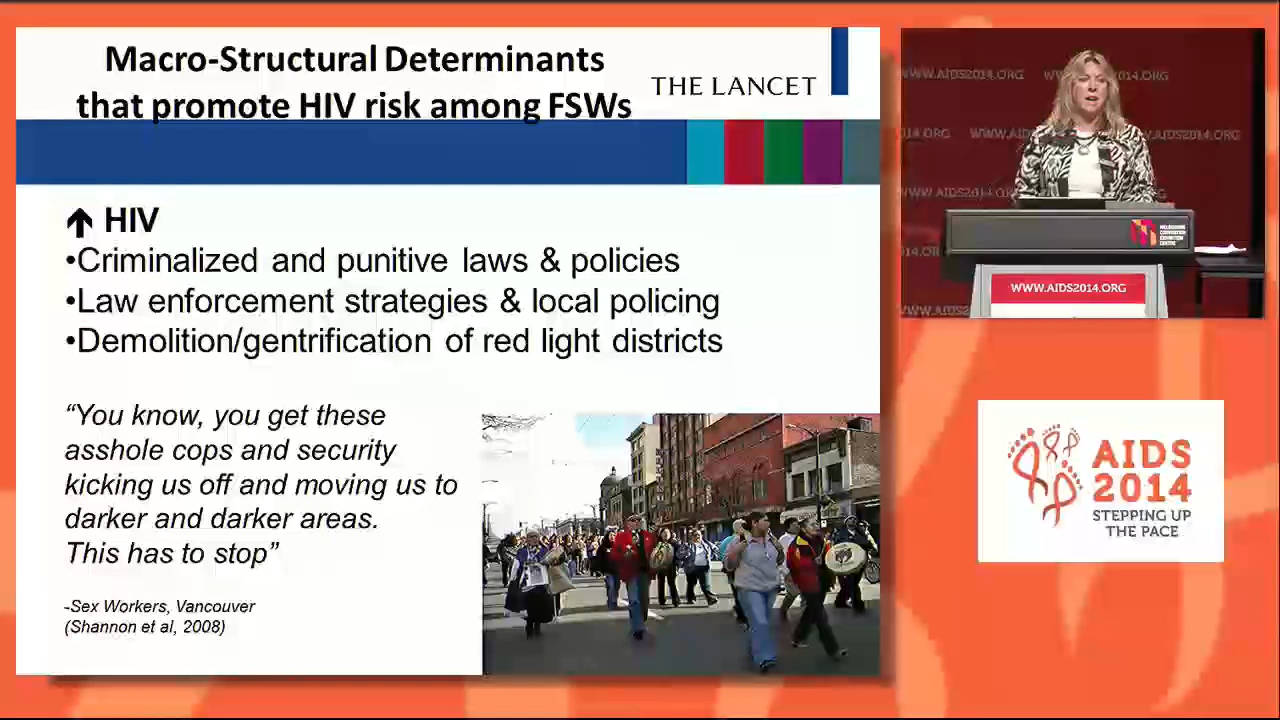 Macro-Structural Determinants
that promote HIV risk among FSWs
THE LANCET
HIV
•Criminalized and punitive laws & policies
•Law enforcement strategies & local policing
•Demolition/gentrification of red light districts
“You know, you get these
asshole cops and security
kicking us off and moving us to
darker and darker areas.
This has to stop”
-Sex Workers, Vancouver
(Shannon et al, 2008)
WWW.AIDS2014.ORG
WWW.AIDS2014.ORG
AIDS
2014
STEPPING UP
THE PACE